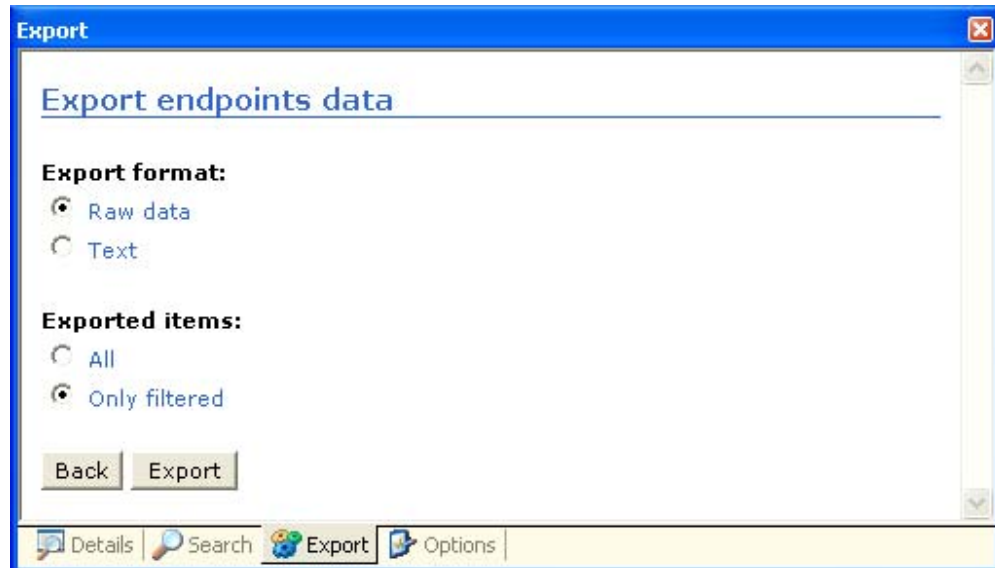 Export
Export endpoints data
Export format:
Raw data
Text
Exported items:
All
Only filtered
Back Export
Details Search Export Options